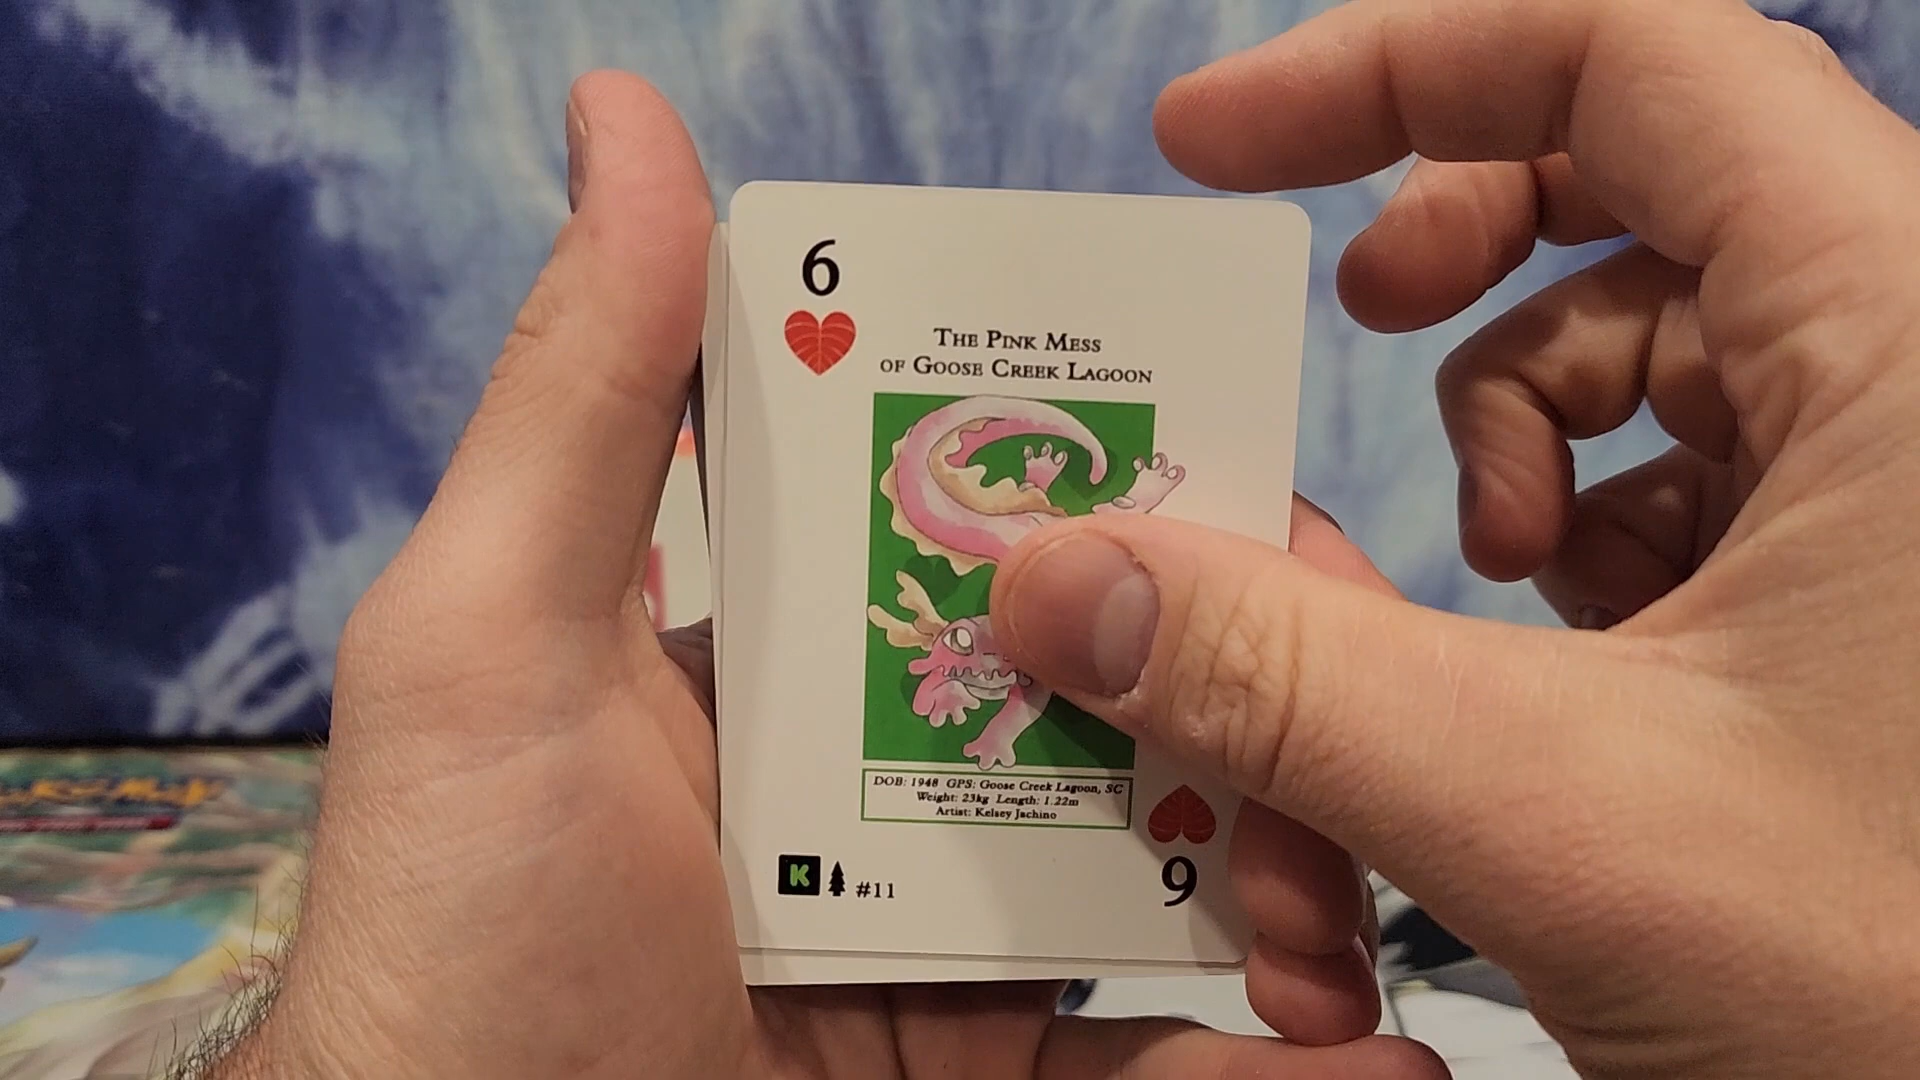 6
The Pink Mess
of Goose Creek Lagoon
DOB: 1948 GPS: Goose Creek Lagoon, SC
Weight: 23kg Length: 1.22m
Artist: Kelsey Jachino
K #11
6